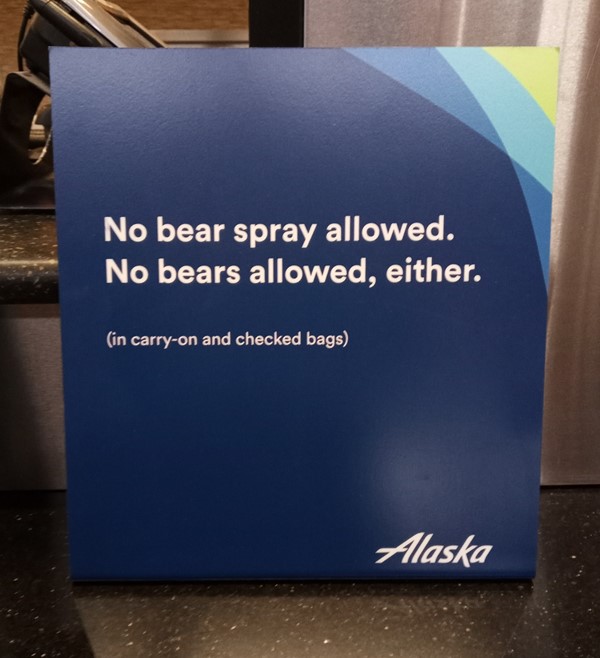 No bear spray allowed.
No bears allowed, either.
(in carry-on and checked bags)
Alaska